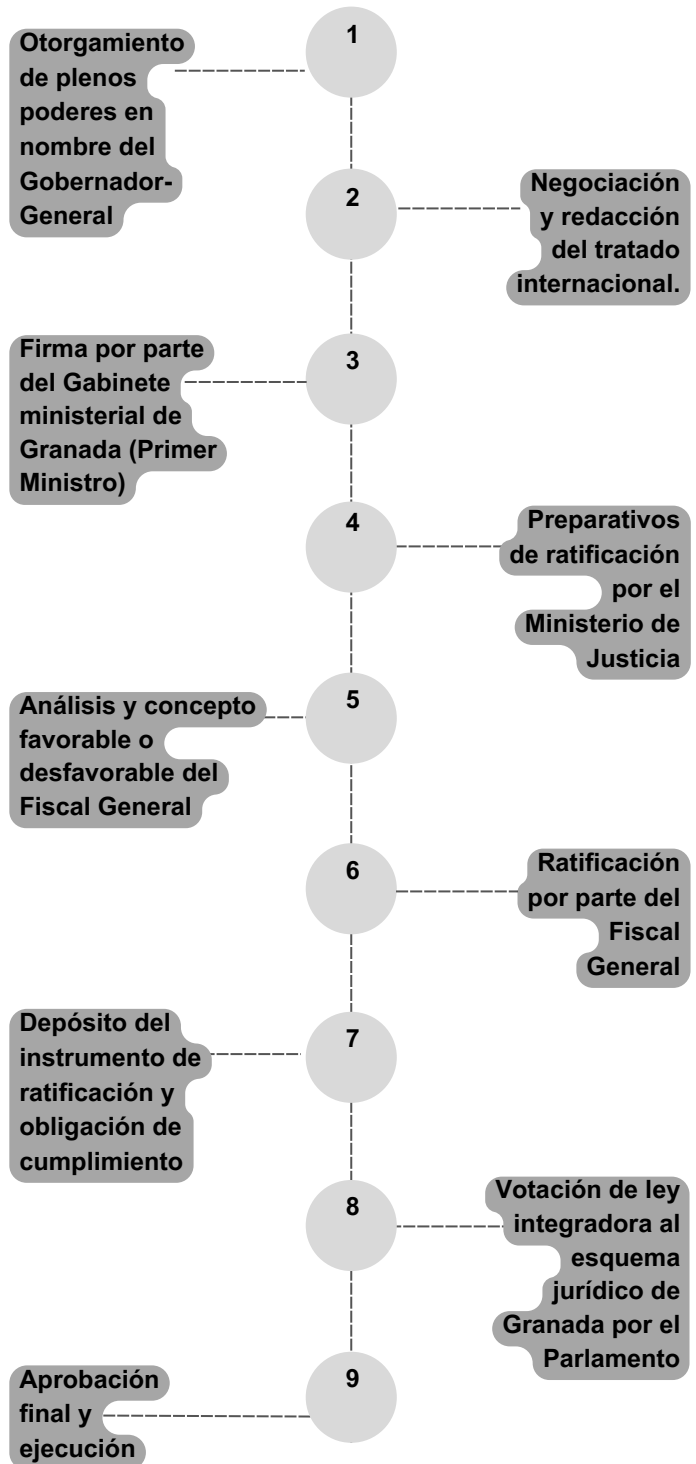 1
Otorgamiento
de plenos
poderes en
nombre del
Gobernador-
General
2
Negociación
y redacción
del tratado
internacional.
3
Firma por parte
del Gabinete
ministerial de
Granada (Primer
Ministro)
4
Preparativos
de ratificación
por el
Ministerio de
Justicia
5
Análisis y concepto
favorable o
desfavorable del
Fiscal General
6
Ratificación
por parte del
Fiscal
General
7
Depósito del
instrumento de
ratificación y
obligación de
cumplimiento
8
Votación de ley
integradora al
esquema
jurídico de
Granada por el
Parlamento
9
Aprobación
final y
ejecución